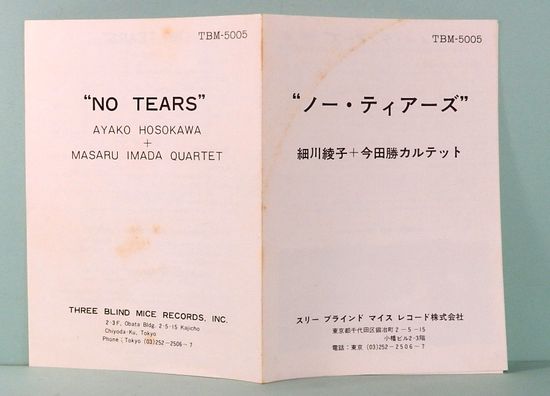 TBM-5005
"NO TEARS"
AYAKO HOSOKAWA
+
MASARU IMADA QUARTET
THREE BLIND MICE RECORDS, INC.
2-3F, Obata Bldg. 2-5-15 Kajicho
Chiyoda-Ku, Tokyo
Phone; Tokyo (03)252-2506~7
TBM-5005
"ノー・ティアーズ"
細川綾子+今田勝カルテット
スリー ブラインド マイス レコード株式会社
東京都千代田区鍛冶町2-5-15
小幡ビル2・3階
電話:東京 (03)252-2506~7